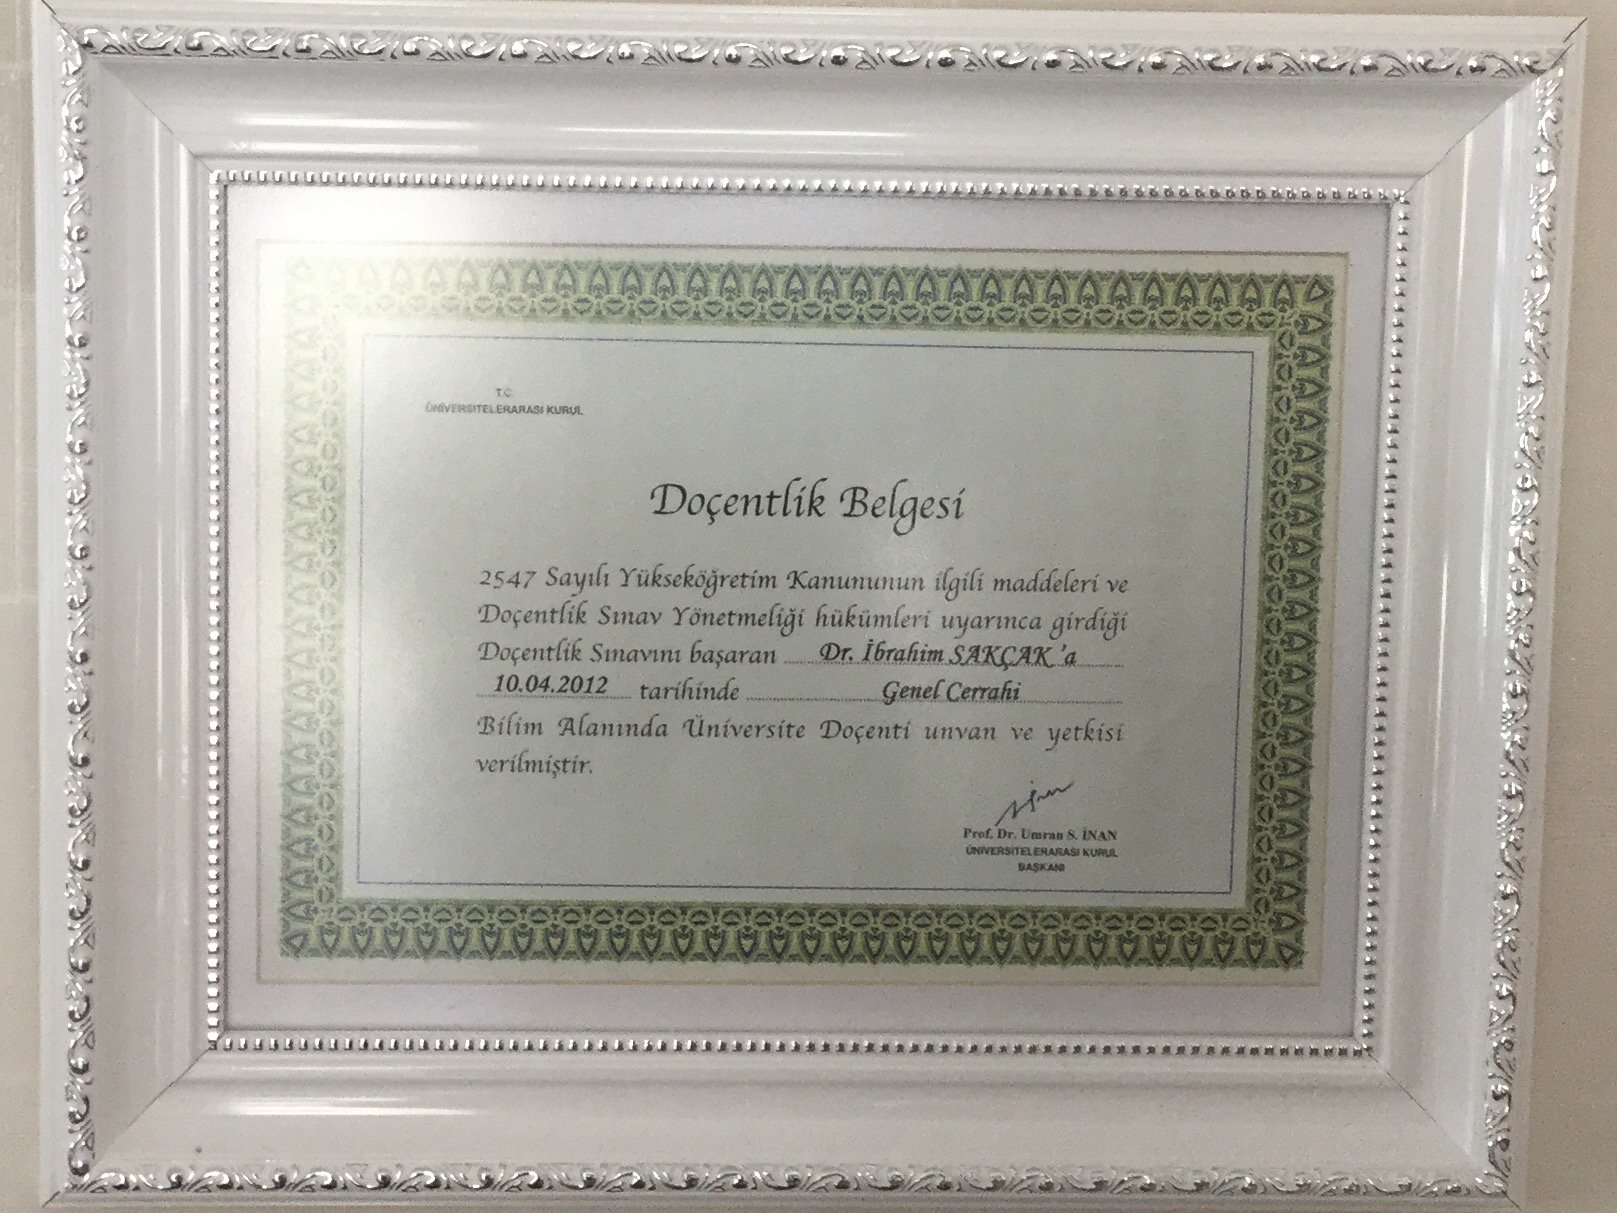 T.C.
ÜNİVERSİTELERARASI KURUL
Doçentlik Belgesi
2547 Sayılı Yükseköğretim Kanununun ilgili maddeleri ve
Doçentlik Sınav Yönetmeliği hükümleri uyarınca girdiği
Doçentlik Sınavını başaran Dr. İbrahim SAKÇAK'a
10.04.2012 tarihinde Genel Cerrahi
Bilim Alanında Üniversite Doçenti unvan ve yetkisi
verilmiştir.
Prof. Dr. Umran S. İNAN
ÜNİVERSİTELERARASI KURUL
BAŞKANI